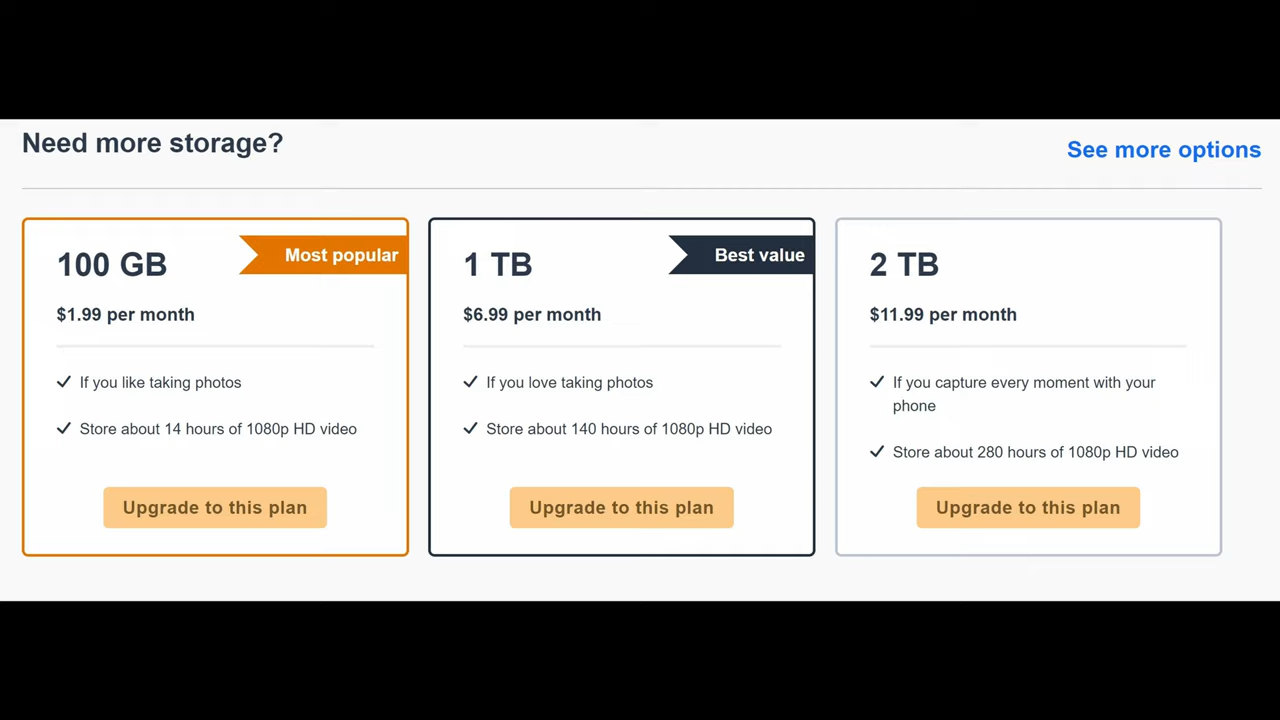 Need more storage?
See more options
100 GB
Most popular
$1.99 per month
If you like taking photos
Store about 14 hours of 1080p HD video
Upgrade to this plan
1 TB
Best value
$6.99 per month
If you love taking photos
Store about 140 hours of 1080p HD video
Upgrade to this plan
2 TB
$11.99 per month
If you capture every moment with your
phone
Store about 280 hours of 1080p HD video
Upgrade to this plan